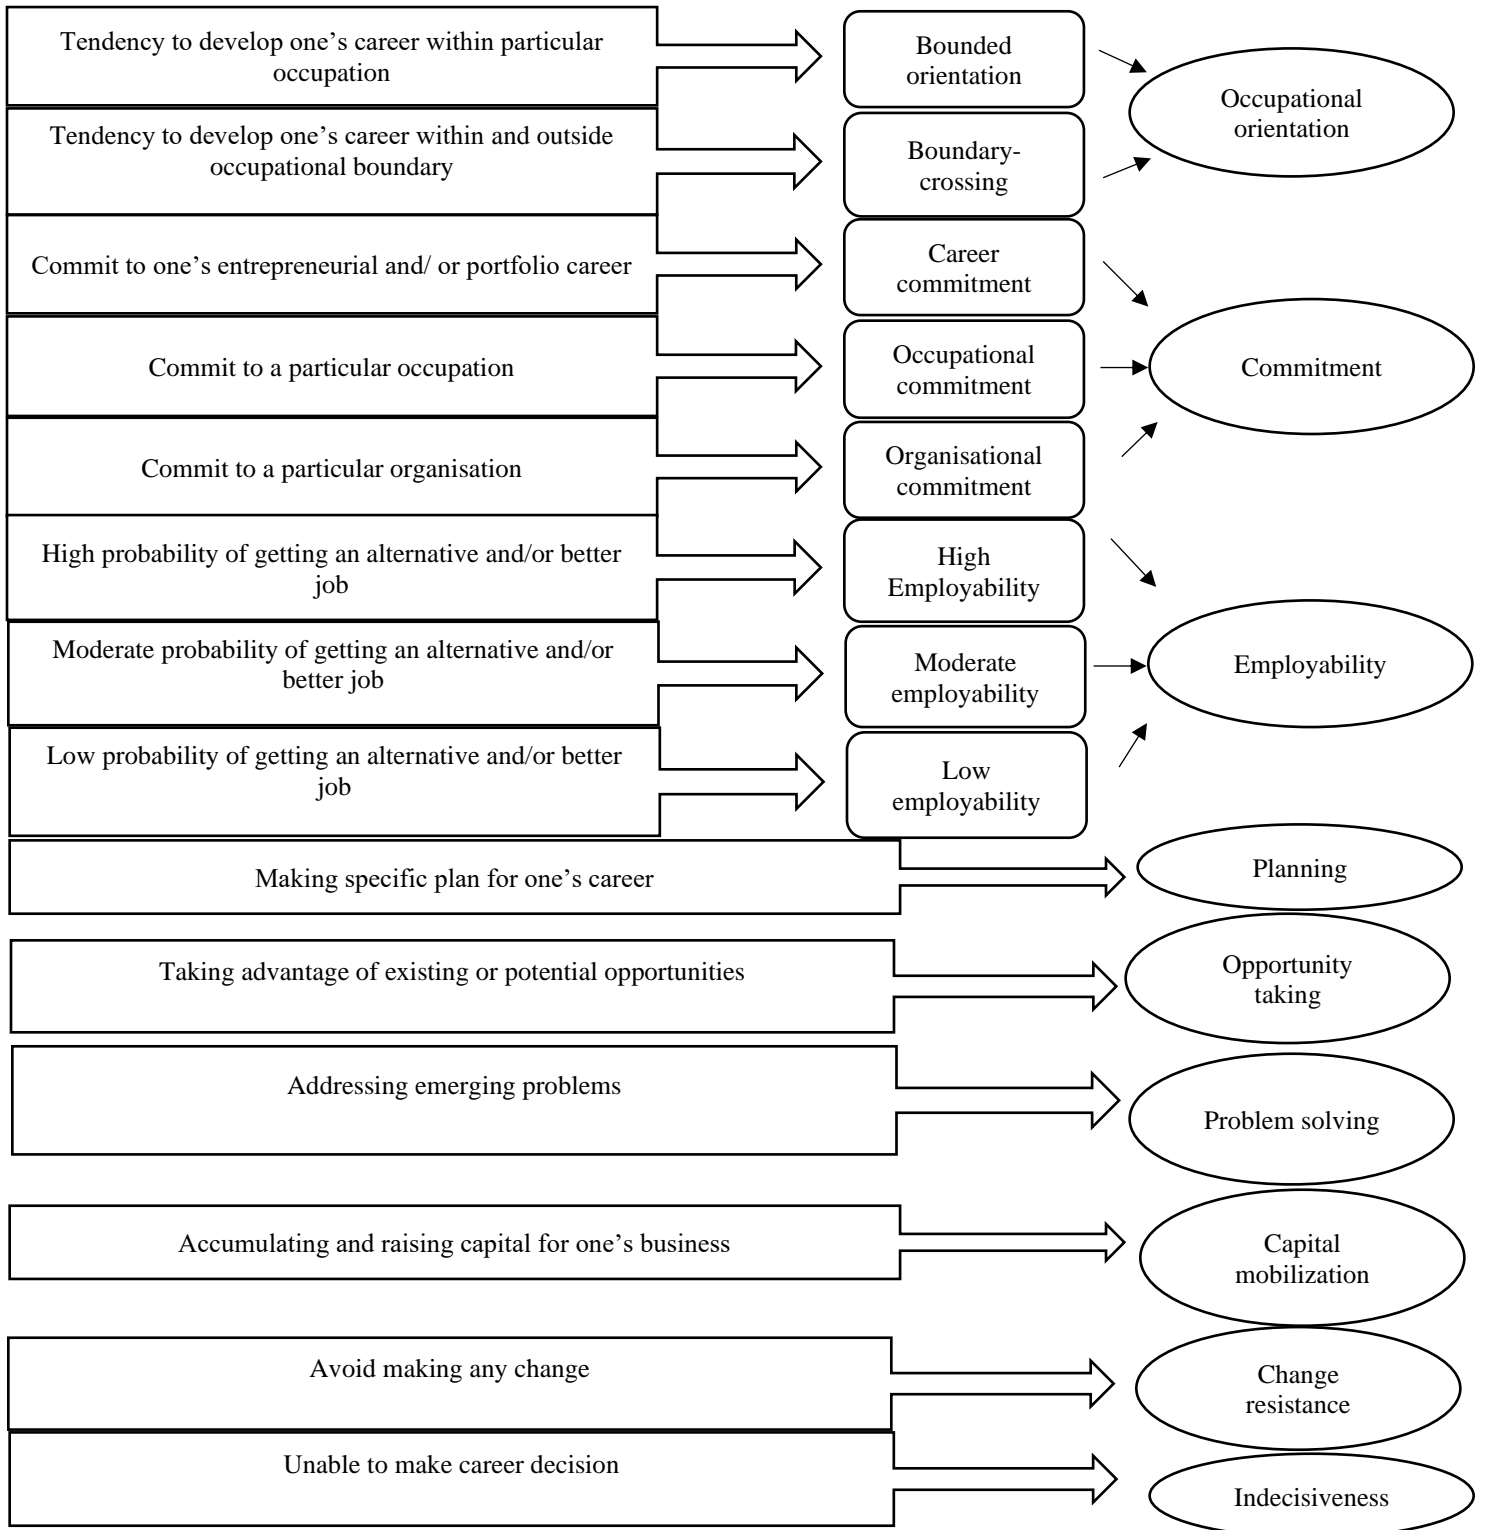 Tendency to develop one’s career within particular
occupation
Bounded
orientation
Occupational
orientation
Tendency to develop one’s career within and outside
occupational boundary
Boundary-
crossing
Commit to one’s entrepreneurial and/ or portfolio career
Career
commitment
Commit to a particular occupation
Occupational
commitment
Commitment
Commit to a particular organisation
Organisational
commitment
High probability of getting an alternative and/or better
job
High
Employability
Moderate probability of getting an alternative and/or
better job
Moderate
employability
Employability
Low probability of getting an alternative and/or better
job
Low
employability
Making specific plan for one’s career
Planning
Taking advantage of existing or potential opportunities
Opportunity
taking
Addressing emerging problems
Problem solving
Accumulating and raising capital for one’s business
Capital
mobilization
Avoid making any change
Change
resistance
Unable to make career decision
Indecisiveness